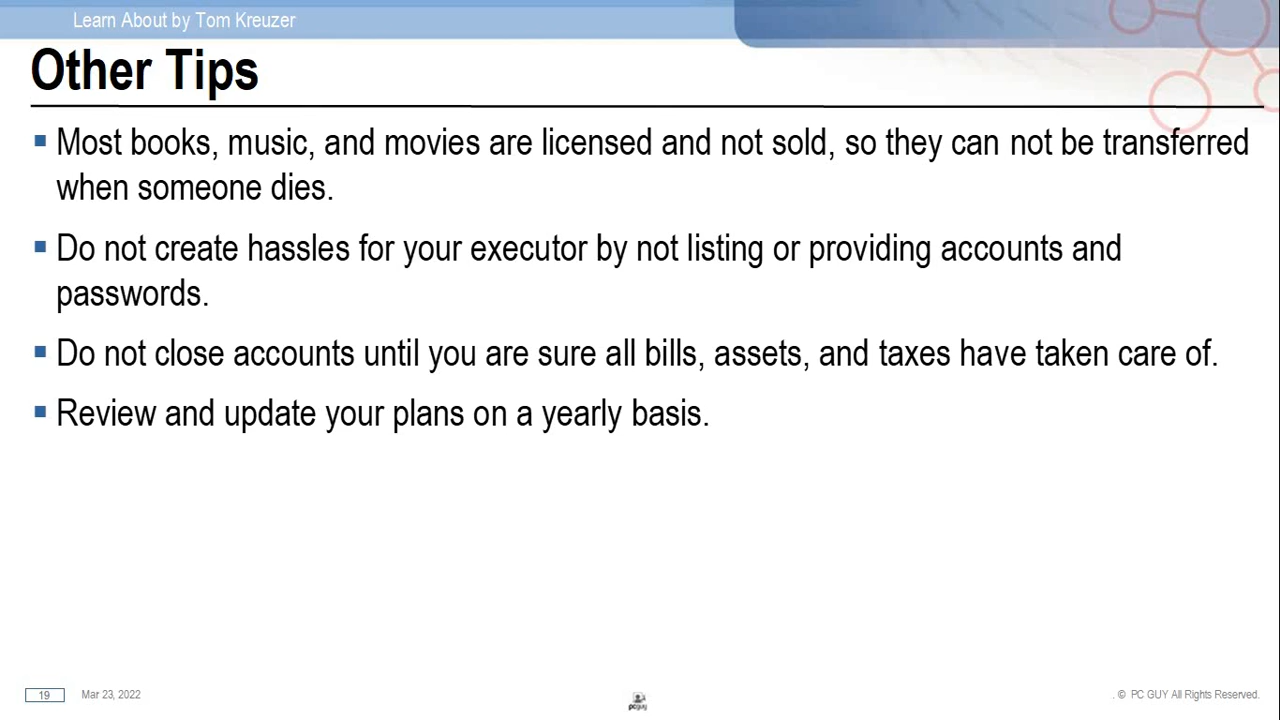 Learn About by Tom Kreuzer
Other Tips
▪ Most books, music, and movies are licensed and not sold, so they can not be transferred
when someone dies.
▪ Do not create hassles for your executor by not listing or providing accounts and
passwords.
▪ Do not close accounts until you are sure all bills, assets, and taxes have taken care of.
▪ Review and update your plans on a yearly basis.
19 Mar 23, 2022
pcguy
. © PC GUY All Rights Reserved.